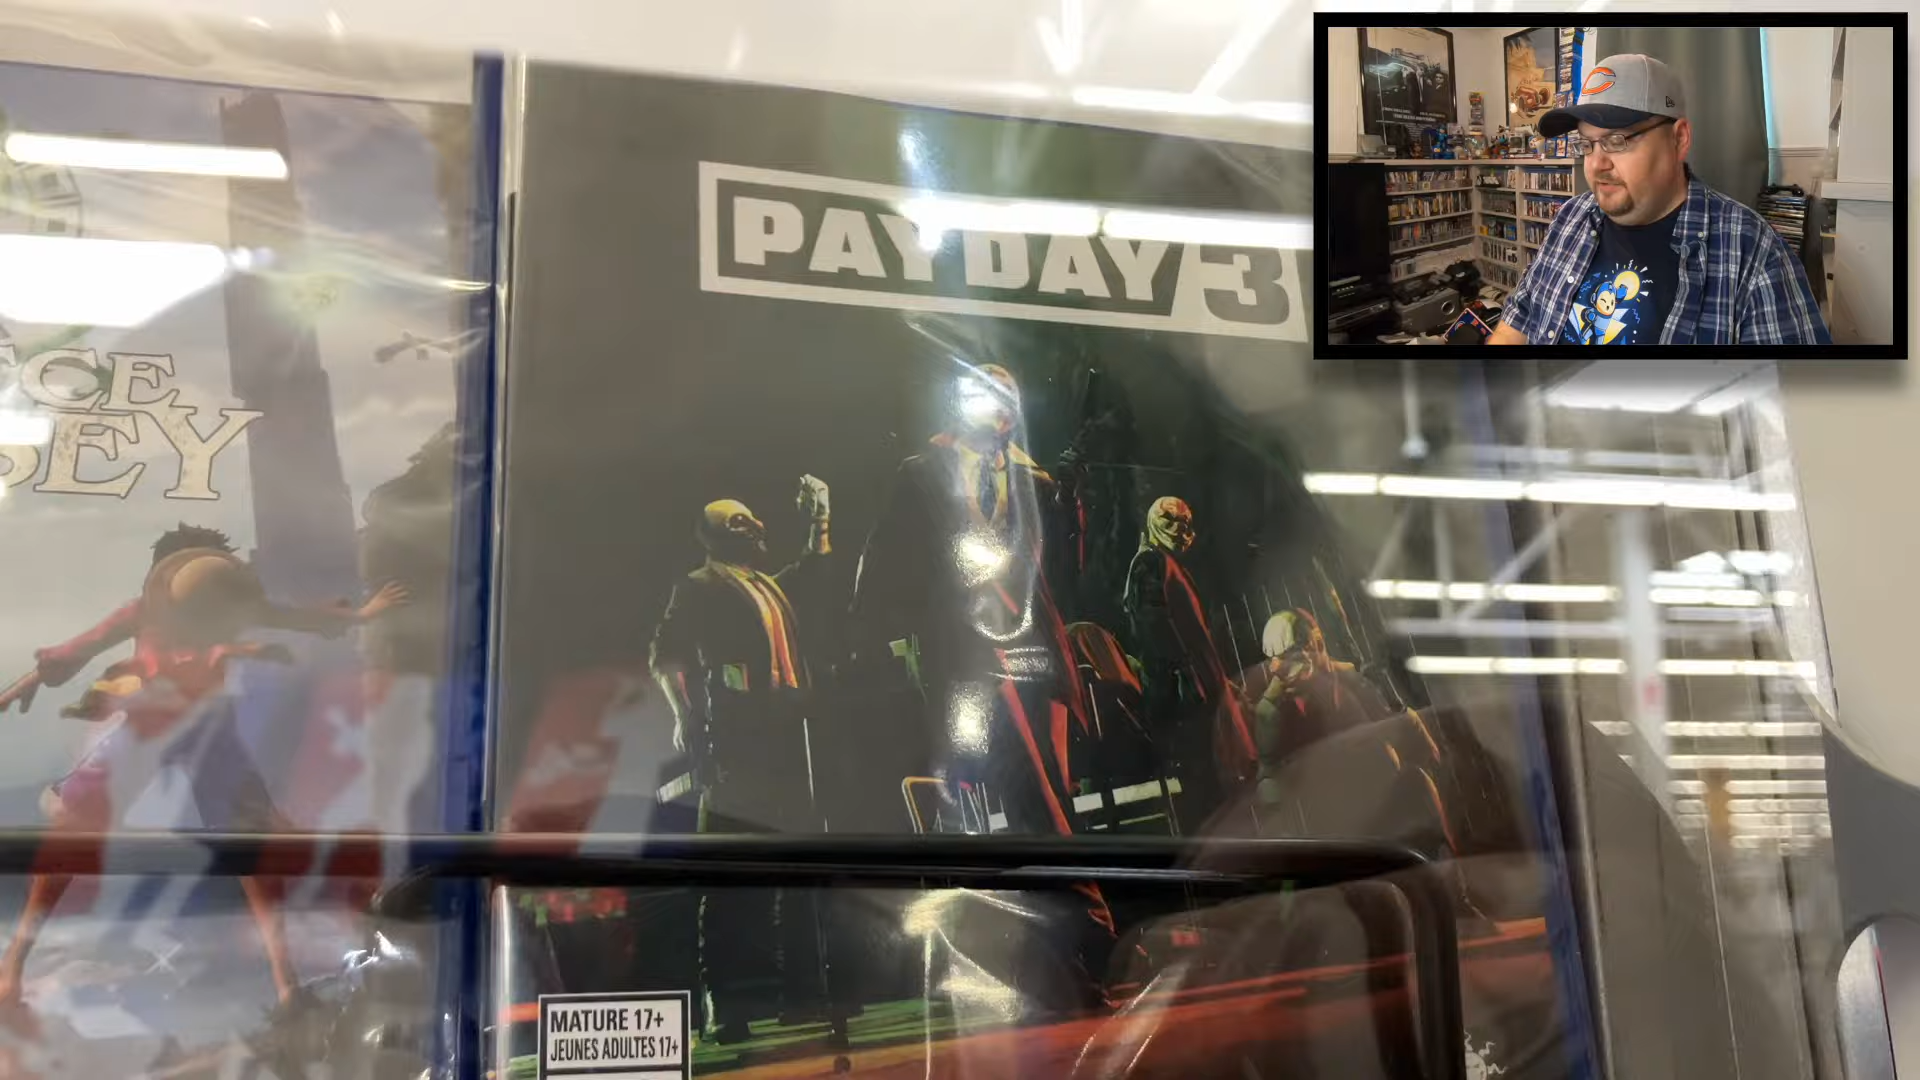 CE
SEY
PAYDAY 3
MATURE 17+
JEUNES ADULTES 17+